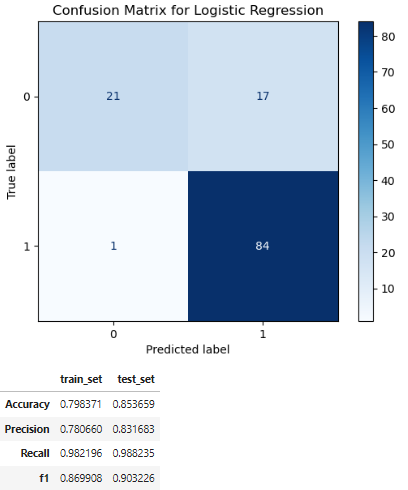 Confusion Matrix for Logistic Regression
80
70
0 21 17
60
50
True label
40
30
1 1 84
20
10
0 1
Predicted label
train_set test_set
Accuracy 0.798371 0.853659
Precision 0.780660 0.831683
Recall 0.982196 0.988235
f1 0.869908 0.903226